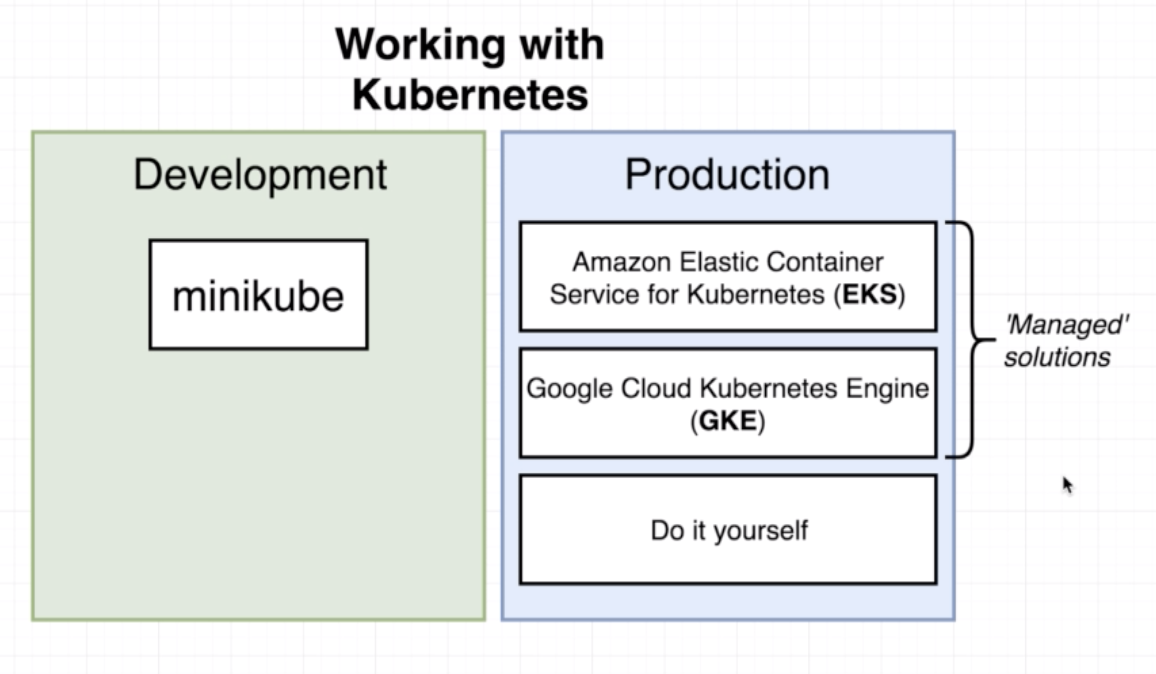 Working with
Kubernetes
Development
minikube
Production
Amazon Elastic Container
Service for Kubernetes (EKS)
Google Cloud Kubernetes Engine
(GKE)
Do it yourself
'Managed'
solutions